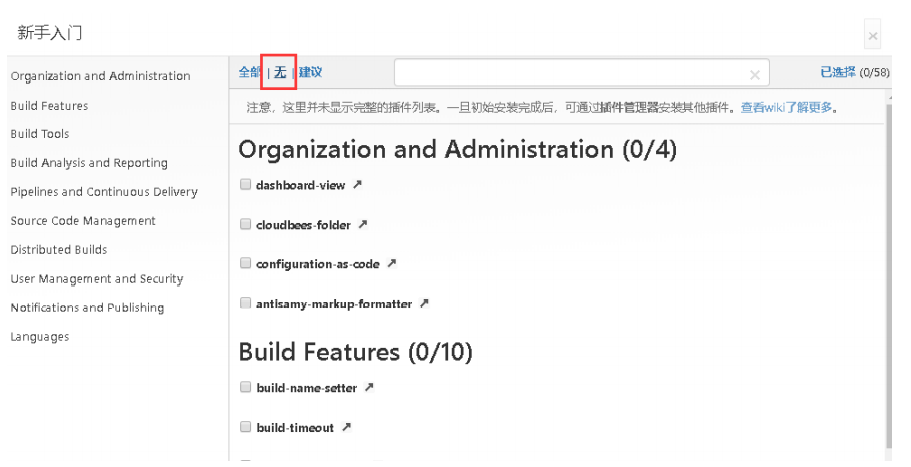 新手入门
×
Organization and Administration
Build Features
Build Tools
Build Analysis and Reporting
Pipelines and Continuous Delivery
Source Code Management
Distributed Builds
User Management and Security
Notifications and Publishing
Languages
全部 | 无 | 建议
已选择 (0/58)
注意，这里并未显示完整的插件列表。一旦初始安装完成后，可通过插件管理器安装其他插件。查看wiki了解更多。
Organization and Administration (0/4)
dashboard-view
cloudbees-folder
configuration-as-code
antisamy-markup-formatter
Build Features (0/10)
build-name-setter
build-timeout